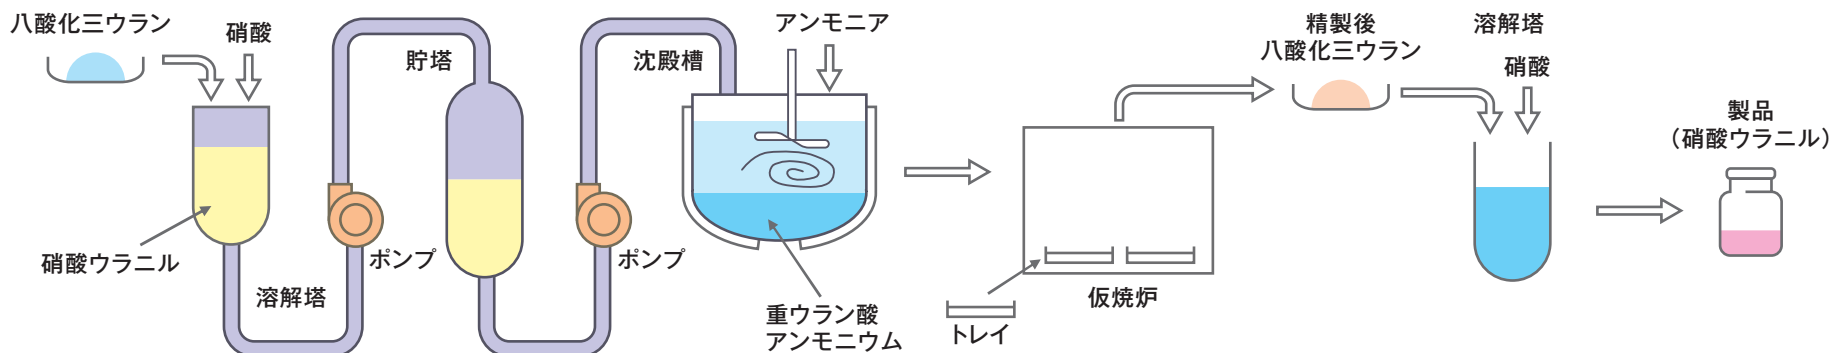 八酸化三ウラン
硝酸
硝酸ウラニル
溶解塔
ポンプ
貯塔
ポンプ
沈殿槽
アンモニア
重ウラン酸
アンモニウム
トレイ
仮焼炉
精製後
八酸化三ウラン
溶解塔
硝酸
製品
（硝酸ウラニル）